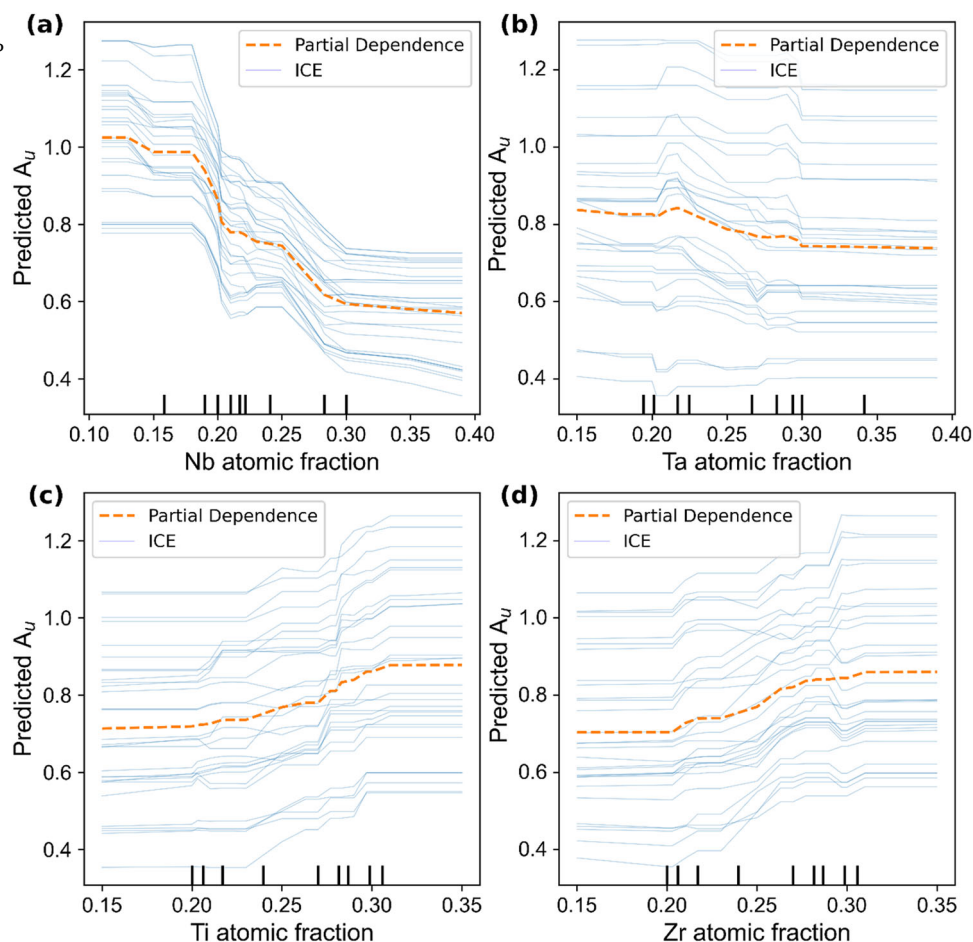 (a)
Partial Dependence
ICE
Predicted A_u
1.2
1.0
0.8
0.6
0.4
0.10 0.15 0.20 0.25 0.30 0.35 0.40
Nb atomic fraction
(b)
Partial Dependence
ICE
Predicted A_u
1.2
1.0
0.8
0.6
0.4
0.15 0.20 0.25 0.30 0.35 0.40
Ta atomic fraction
(c)
Partial Dependence
ICE
Predicted A_u
1.2
1.0
0.8
0.6
0.4
0.15 0.20 0.25 0.30 0.35
Ti atomic fraction
(d)
Partial Dependence
ICE
Predicted A_u
1.2
1.0
0.8
0.6
0.4
0.15 0.20 0.25 0.30 0.35
Zr atomic fraction